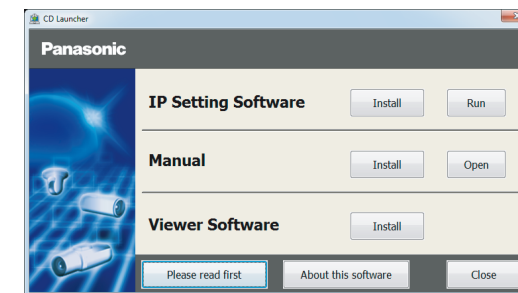 CD Launcher
Panasonic
IP Setting Software Install Run
Manual Install Open
Viewer Software Install
Please read first About this software Close